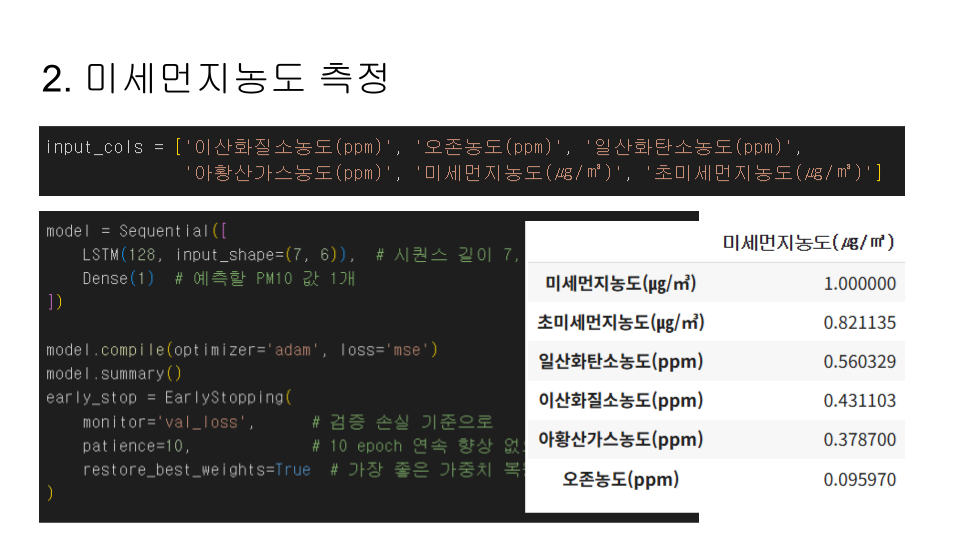 2. 미세먼지농도 측정
input_cols = ['이산화질소농도(ppm)', '오존농도(ppm)', '일산화탄소농도(ppm)',
'아황산가스농도(ppm)', '미세먼지농도(㎍/㎥)', '초미세먼지농도(㎍/㎥)']
model = Sequential([
LSTM(128, input_shape=(7, 6)),  # 시퀀스 길이 7,
Dense(1)  # 예측할 PM10 값 1개
])
model.compile(optimizer='adam', loss='mse')
model.summary()
early_stop = EarlyStopping(
monitor='val_loss',      # 검증 손실 기준으로
patience=10,             # 10 epoch 연속 향상
restore_best_weights=True  # 가장 좋은 가중치
)
미세먼지농도(㎍/㎥)
미세먼지농도(㎍/㎥) 1.000000
초미세먼지농도(㎍/㎥) 0.821135
일산화탄소농도(ppm) 0.560329
이산화질소농도(ppm) 0.431103
아황산가스농도(ppm) 0.378700
오존농도(ppm) 0.095970